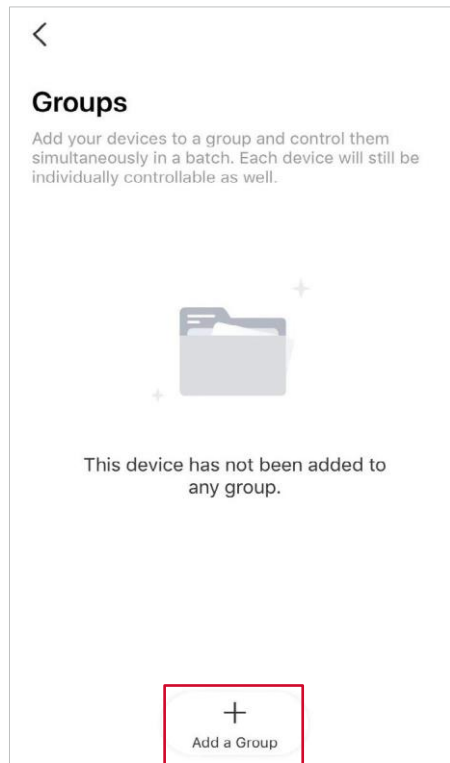 Groups
Add your devices to a group and control them
simultaneously in a batch. Each device will still be
individually controllable as well.
This device has not been added to
any group.
Add a Group